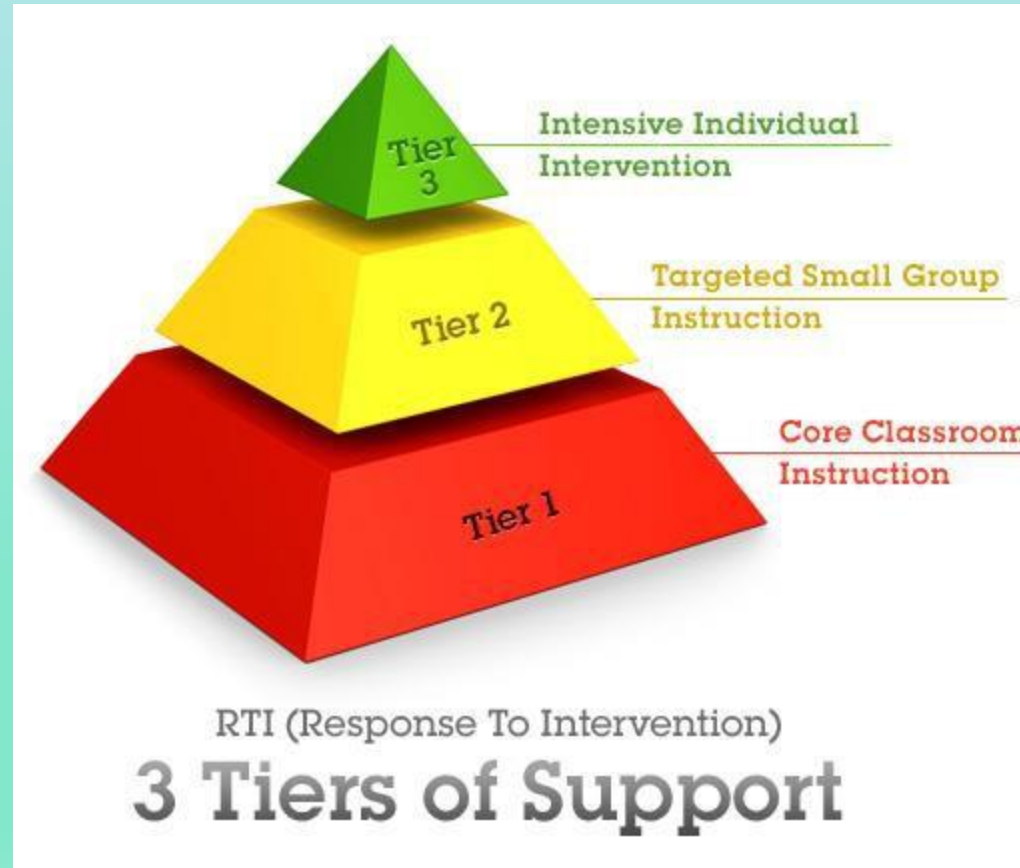 Tier
3
Intensive Individual
Intervention
Tier 2
Targeted Small Group
Instruction
Tier 1
Core Classroom
Instruction
RTI (Response To Intervention)
3 Tiers of Support